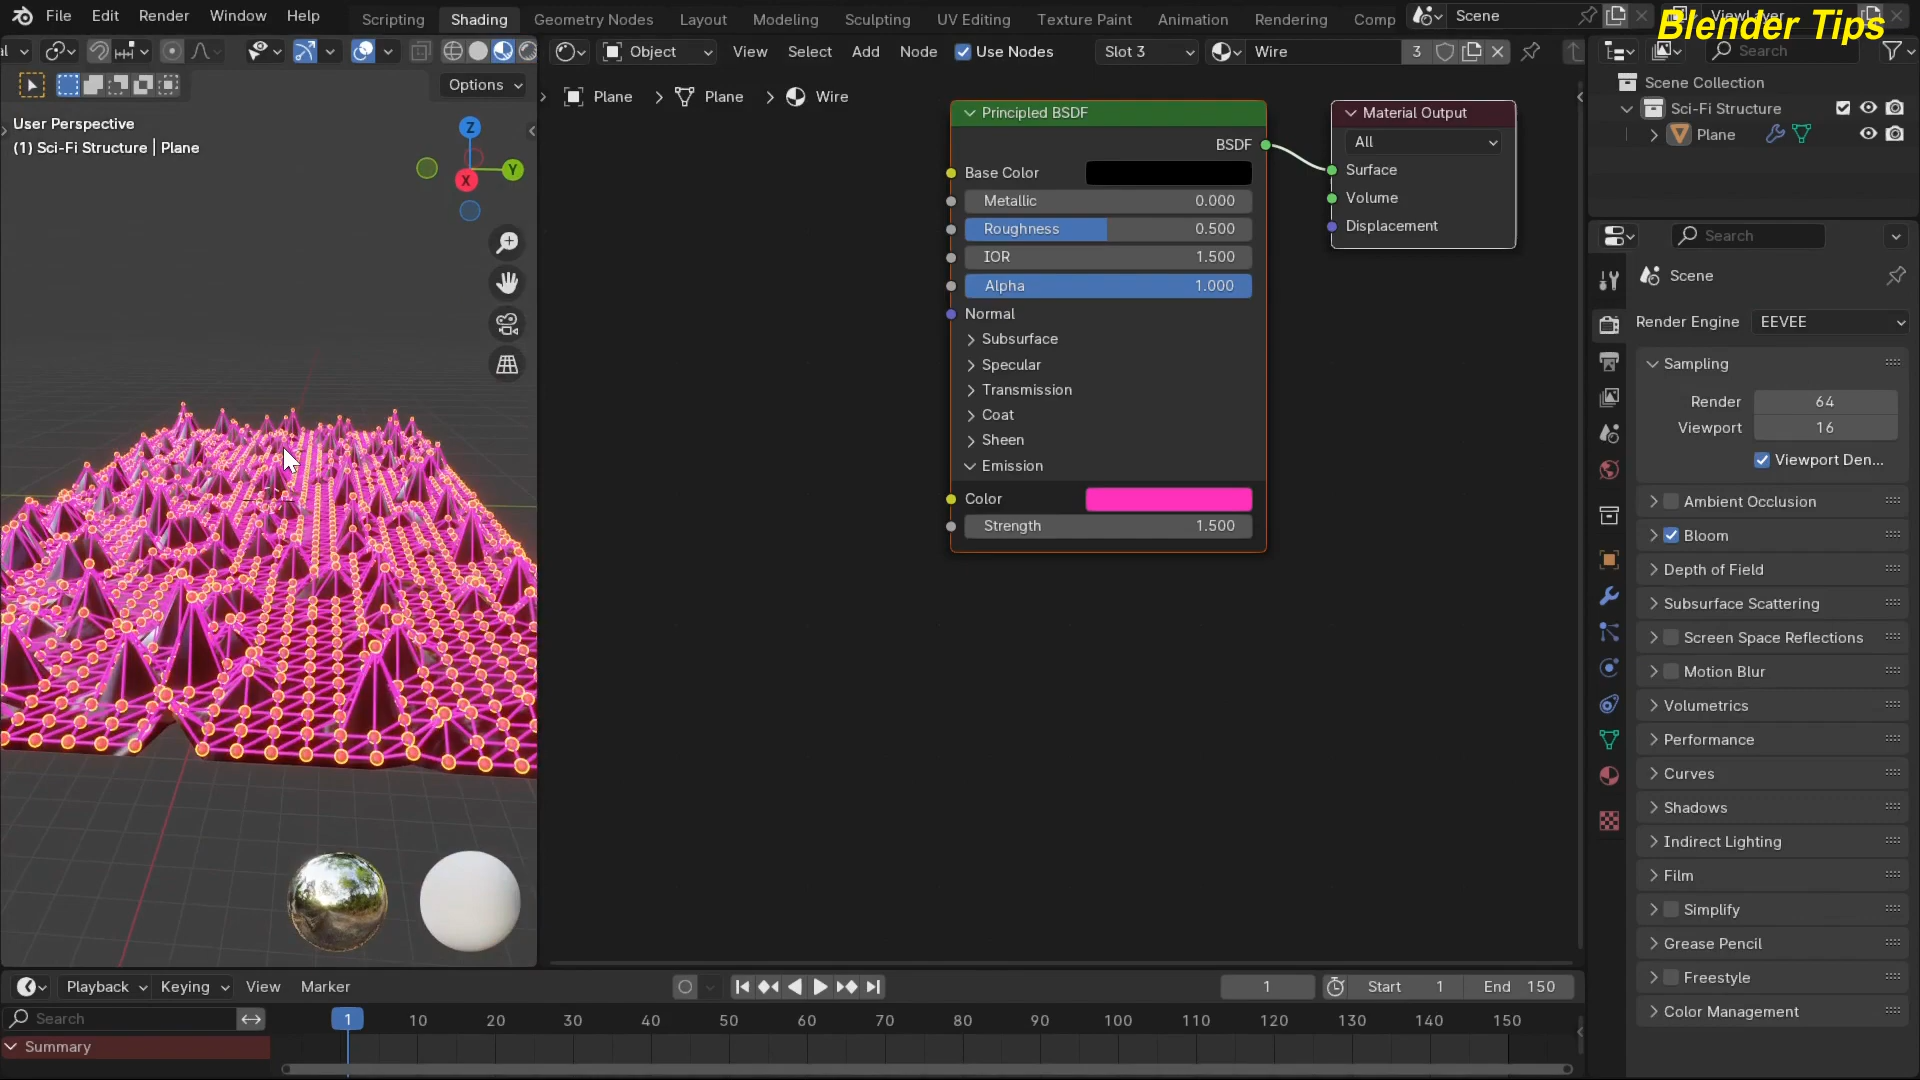 File Edit Render Window Help Scripting Shading Geometry Nodes Layout Modeling Sculpting UV Editing Texture Paint Animation Rendering Comp Scene ViewLayer
Blender Tips
Object View Select Add Node Use Nodes Slot 3 Wire 3 Search
Options
Plane Plane Wire
User Perspective
(1) Sci-Fi Structure | Plane
Z
Y
X
Principled BSDF
BSDF
Base Color
Metallic 0.000
Roughness 0.500
IOR 1.500
Alpha 1.000
Normal
Subsurface
Specular
Transmission
Coat
Sheen
Emission
Color
Strength 1.500
Material Output
All
Surface
Volume
Displacement
Scene Collection
Sci-Fi Structure
Plane
Search
Scene
Render Engine EEVEE
Sampling
Render 64
Viewport 16
Viewport Den...
Ambient Occlusion
Bloom
Depth of Field
Subsurface Scattering
Screen Space Reflections
Motion Blur
Volumetrics
Performance
Curves
Shadows
Indirect Lighting
Film
Simplify
Grease Pencil
Freestyle
Color Management
Playback Keying View Marker 1 Start 1 End 150
Search 1 10 20 30 40 50 60 70 80 90 100 110 120 130 140 150
Summary